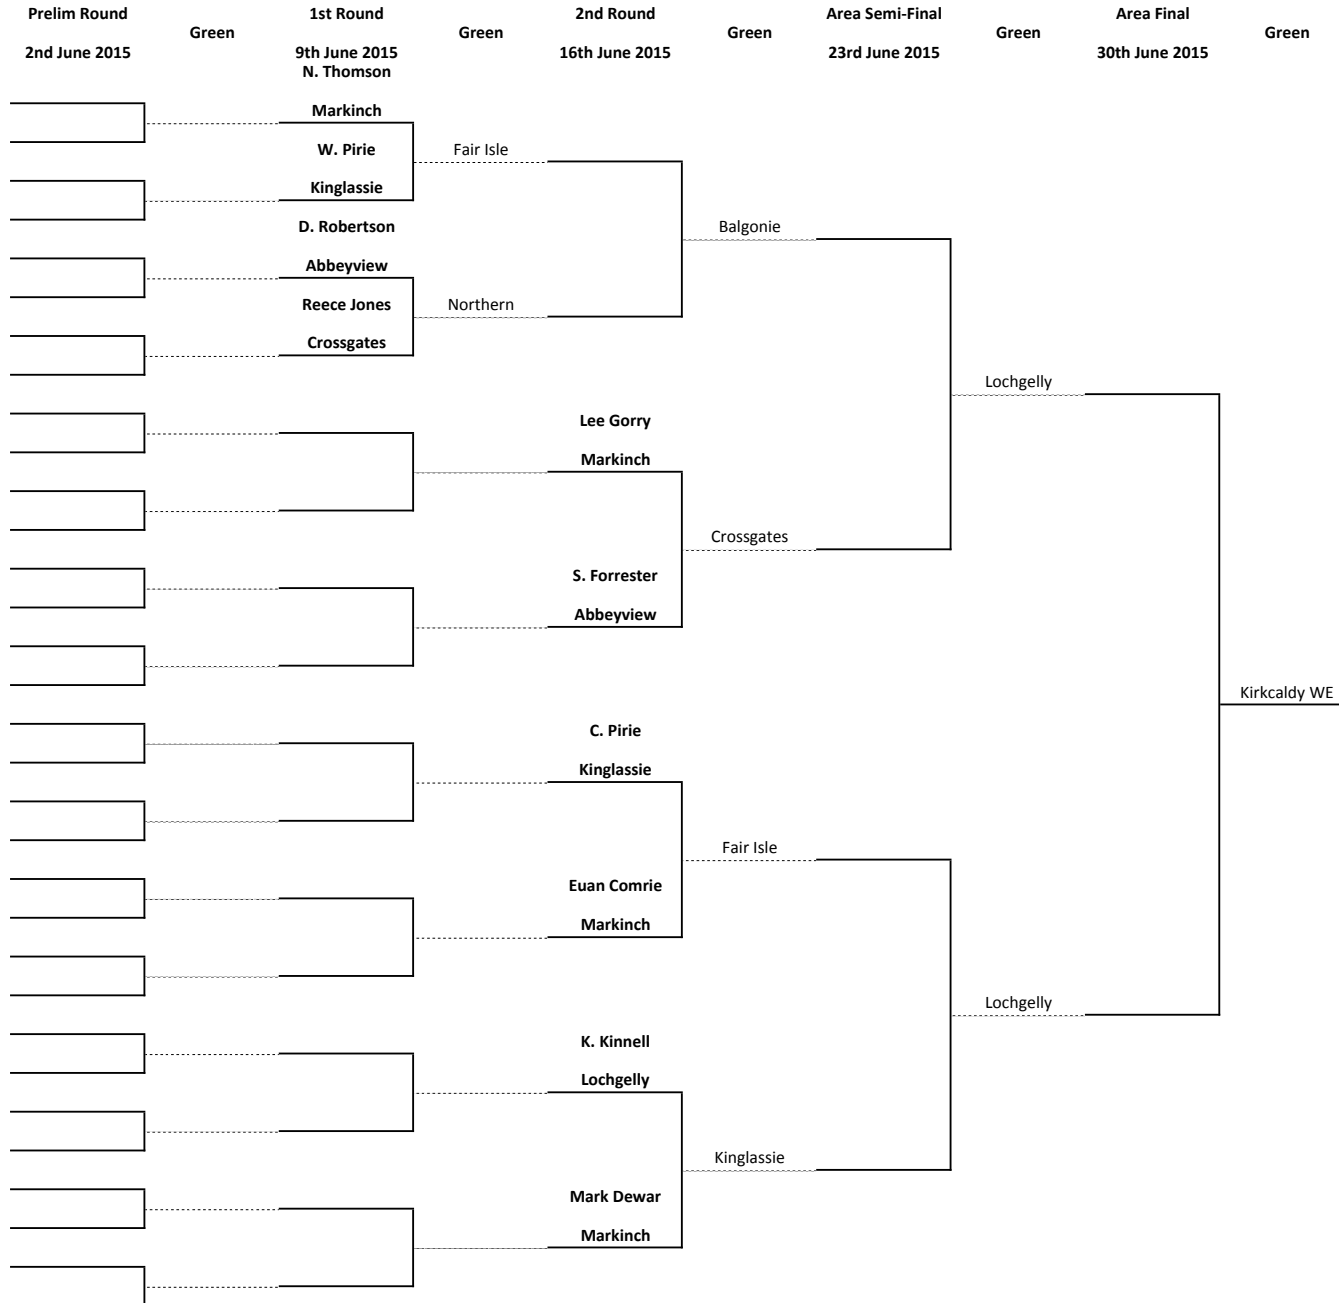 Prelim Round
2nd June 2015
Green
1st Round
9th June 2015
Green
2nd Round
16th June 2015
Green
Area Semi-Final
23rd June 2015
Green
Area Final
30th June 2015
Green
N. Thomson
Markinch
W. Pirie
Kinglassie
Fair Isle
D. Robertson
Abbeyview
Reece Jones
Crossgates
Northern
Balgonie
Lee Gorry
Markinch
S. Forrester
Abbeyview
Crossgates
Lochgelly
C. Pirie
Kinglassie
Euan Comrie
Markinch
Fair Isle
K. Kinnell
Lochgelly
Mark Dewar
Markinch
Kinglassie
Lochgelly
Kirkcaldy WE